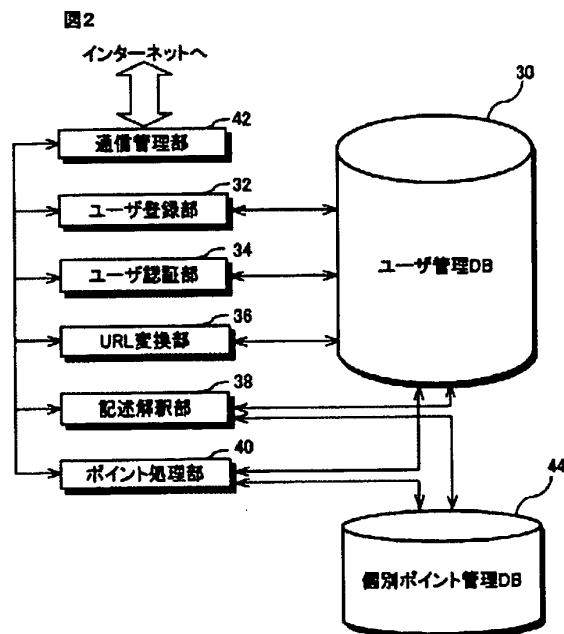 図2
インターネットへ
42
通信管理部
32
ユーザ登録部
34
ユーザ認証部
36
URL変換部
38
記述解釈部
40
ポイント処理部
30
ユーザ管理DB
44
個別ポイント管理DB